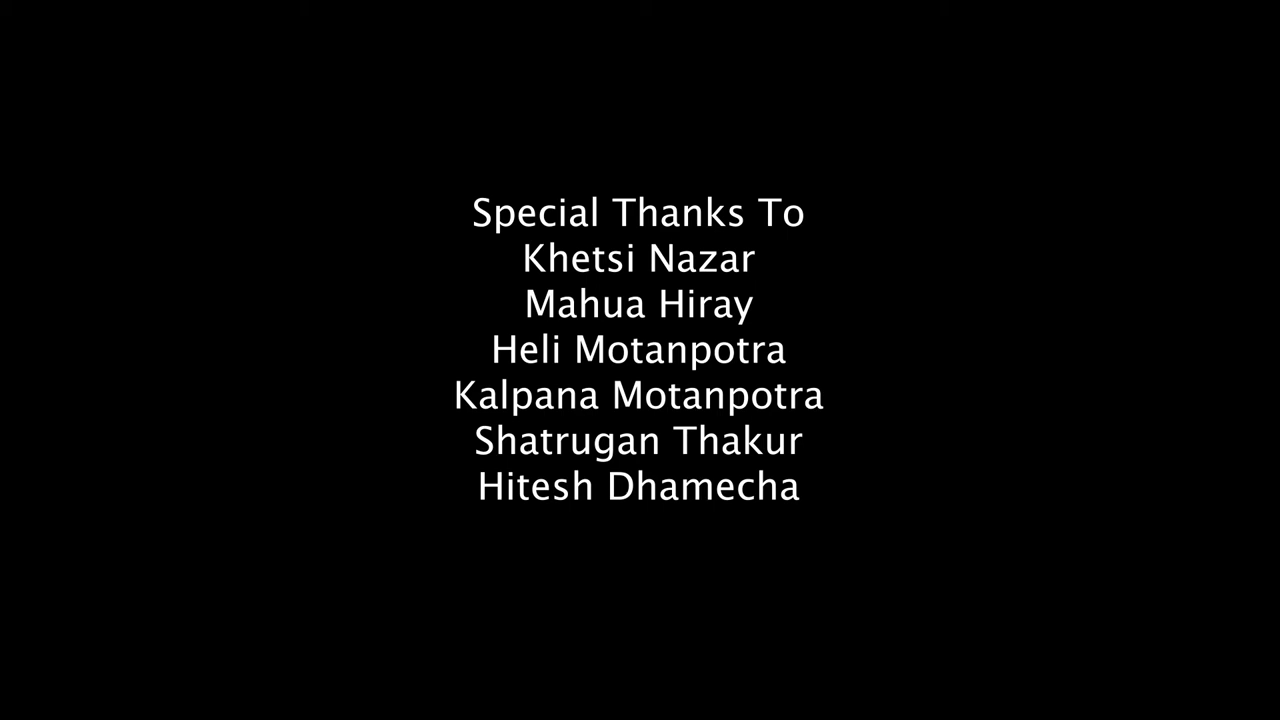 Special Thanks To
Khetsi Nazar
Mahua Hiray
Heli Motanpotra
Kalpana Motanpotra
Shatrugan Thakur
Hitesh Dhamecha